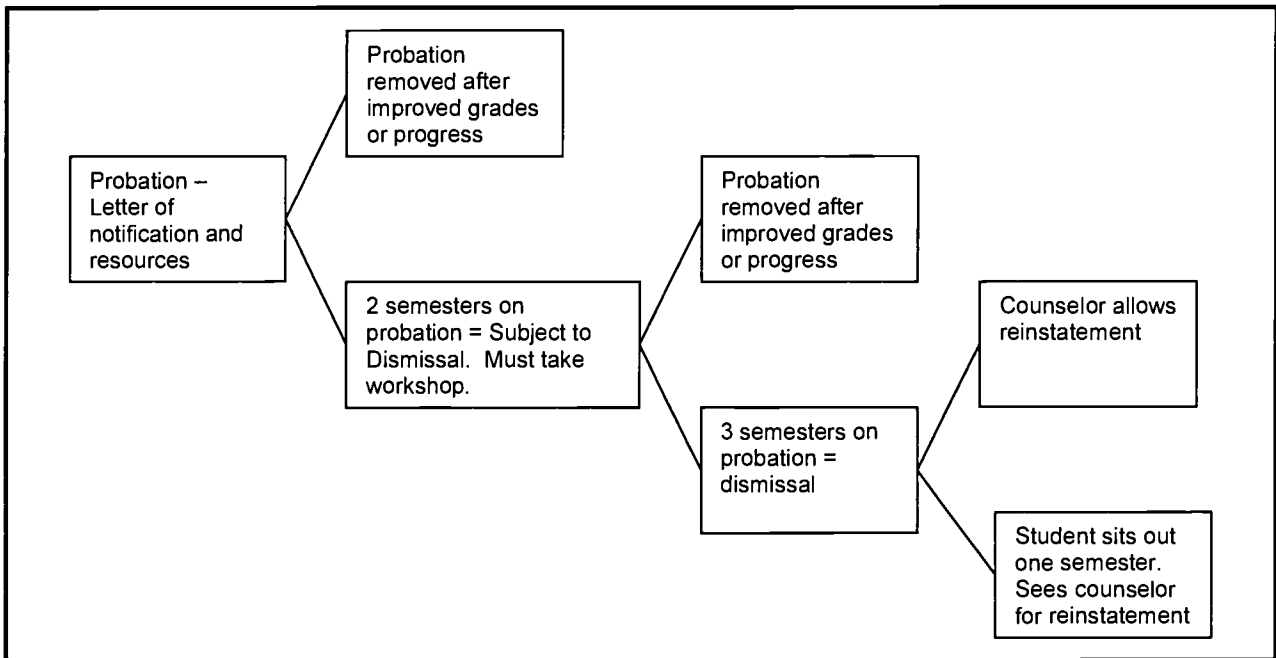 Probation
removed after
improved grades
or progress
Probation –
Letter of
notification and
resources
Probation
removed after
improved grades
or progress
2 semesters on
probation = Subject to
Dismissal.  Must take
workshop.
Counselor allows
reinstatement
3 semesters on
probation =
dismissal
Student sits out
one semester.
Sees counselor
for reinstatement